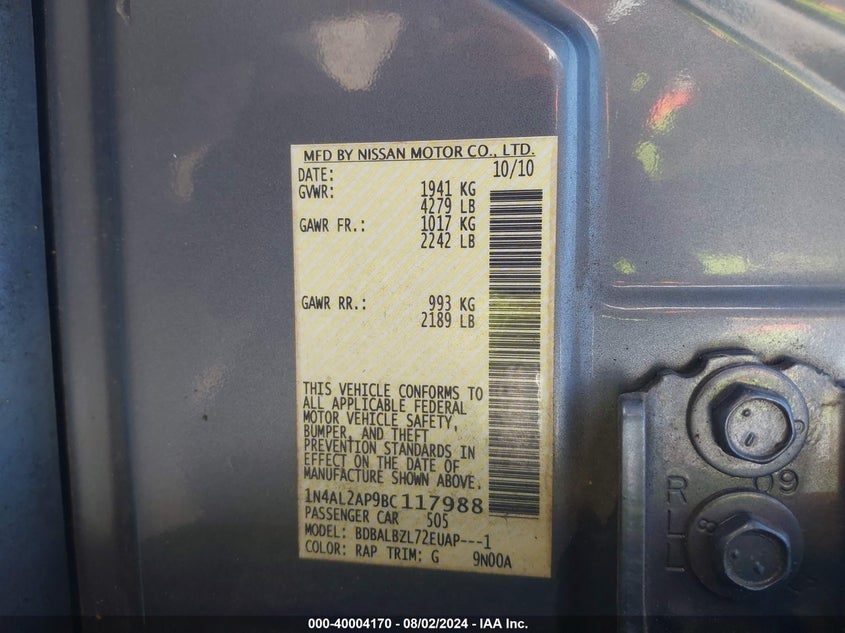 MFD BY NISSAN MOTOR CO., LTD.
DATE: 10/10
GVWR: 1941 KG
4279 LB
GAWR FR.: 1017 KG
2242 LB
GAWR RR.: 993 KG
2189 LB
THIS VEHICLE CONFORMS TO
ALL APPLICABLE FEDERAL
MOTOR VEHICLE SAFETY,
BUMPER, AND THEFT
PREVENTION STANDARDS IN
EFFECT ON THE DATE OF
MANUFACTURE SHOWN ABOVE.
1N4AL2AP9BC117988
PASSENGER CAR 505
MODEL: BDBALBZL72EUAP---1
COLOR: RAP TRIM: G 9N00A
09
RLL
8
000-40004170 - 08/02/2024 - IAA Inc.